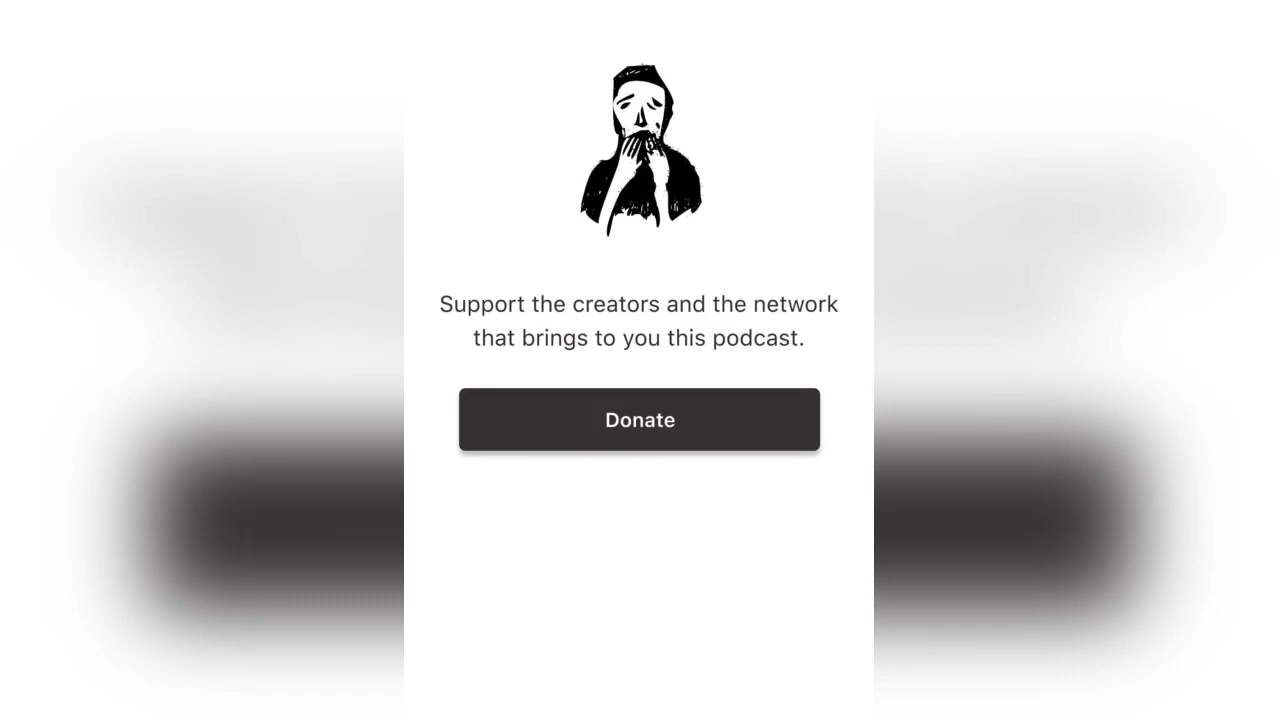 Support the creators and the network
that brings to you this podcast.
Donate